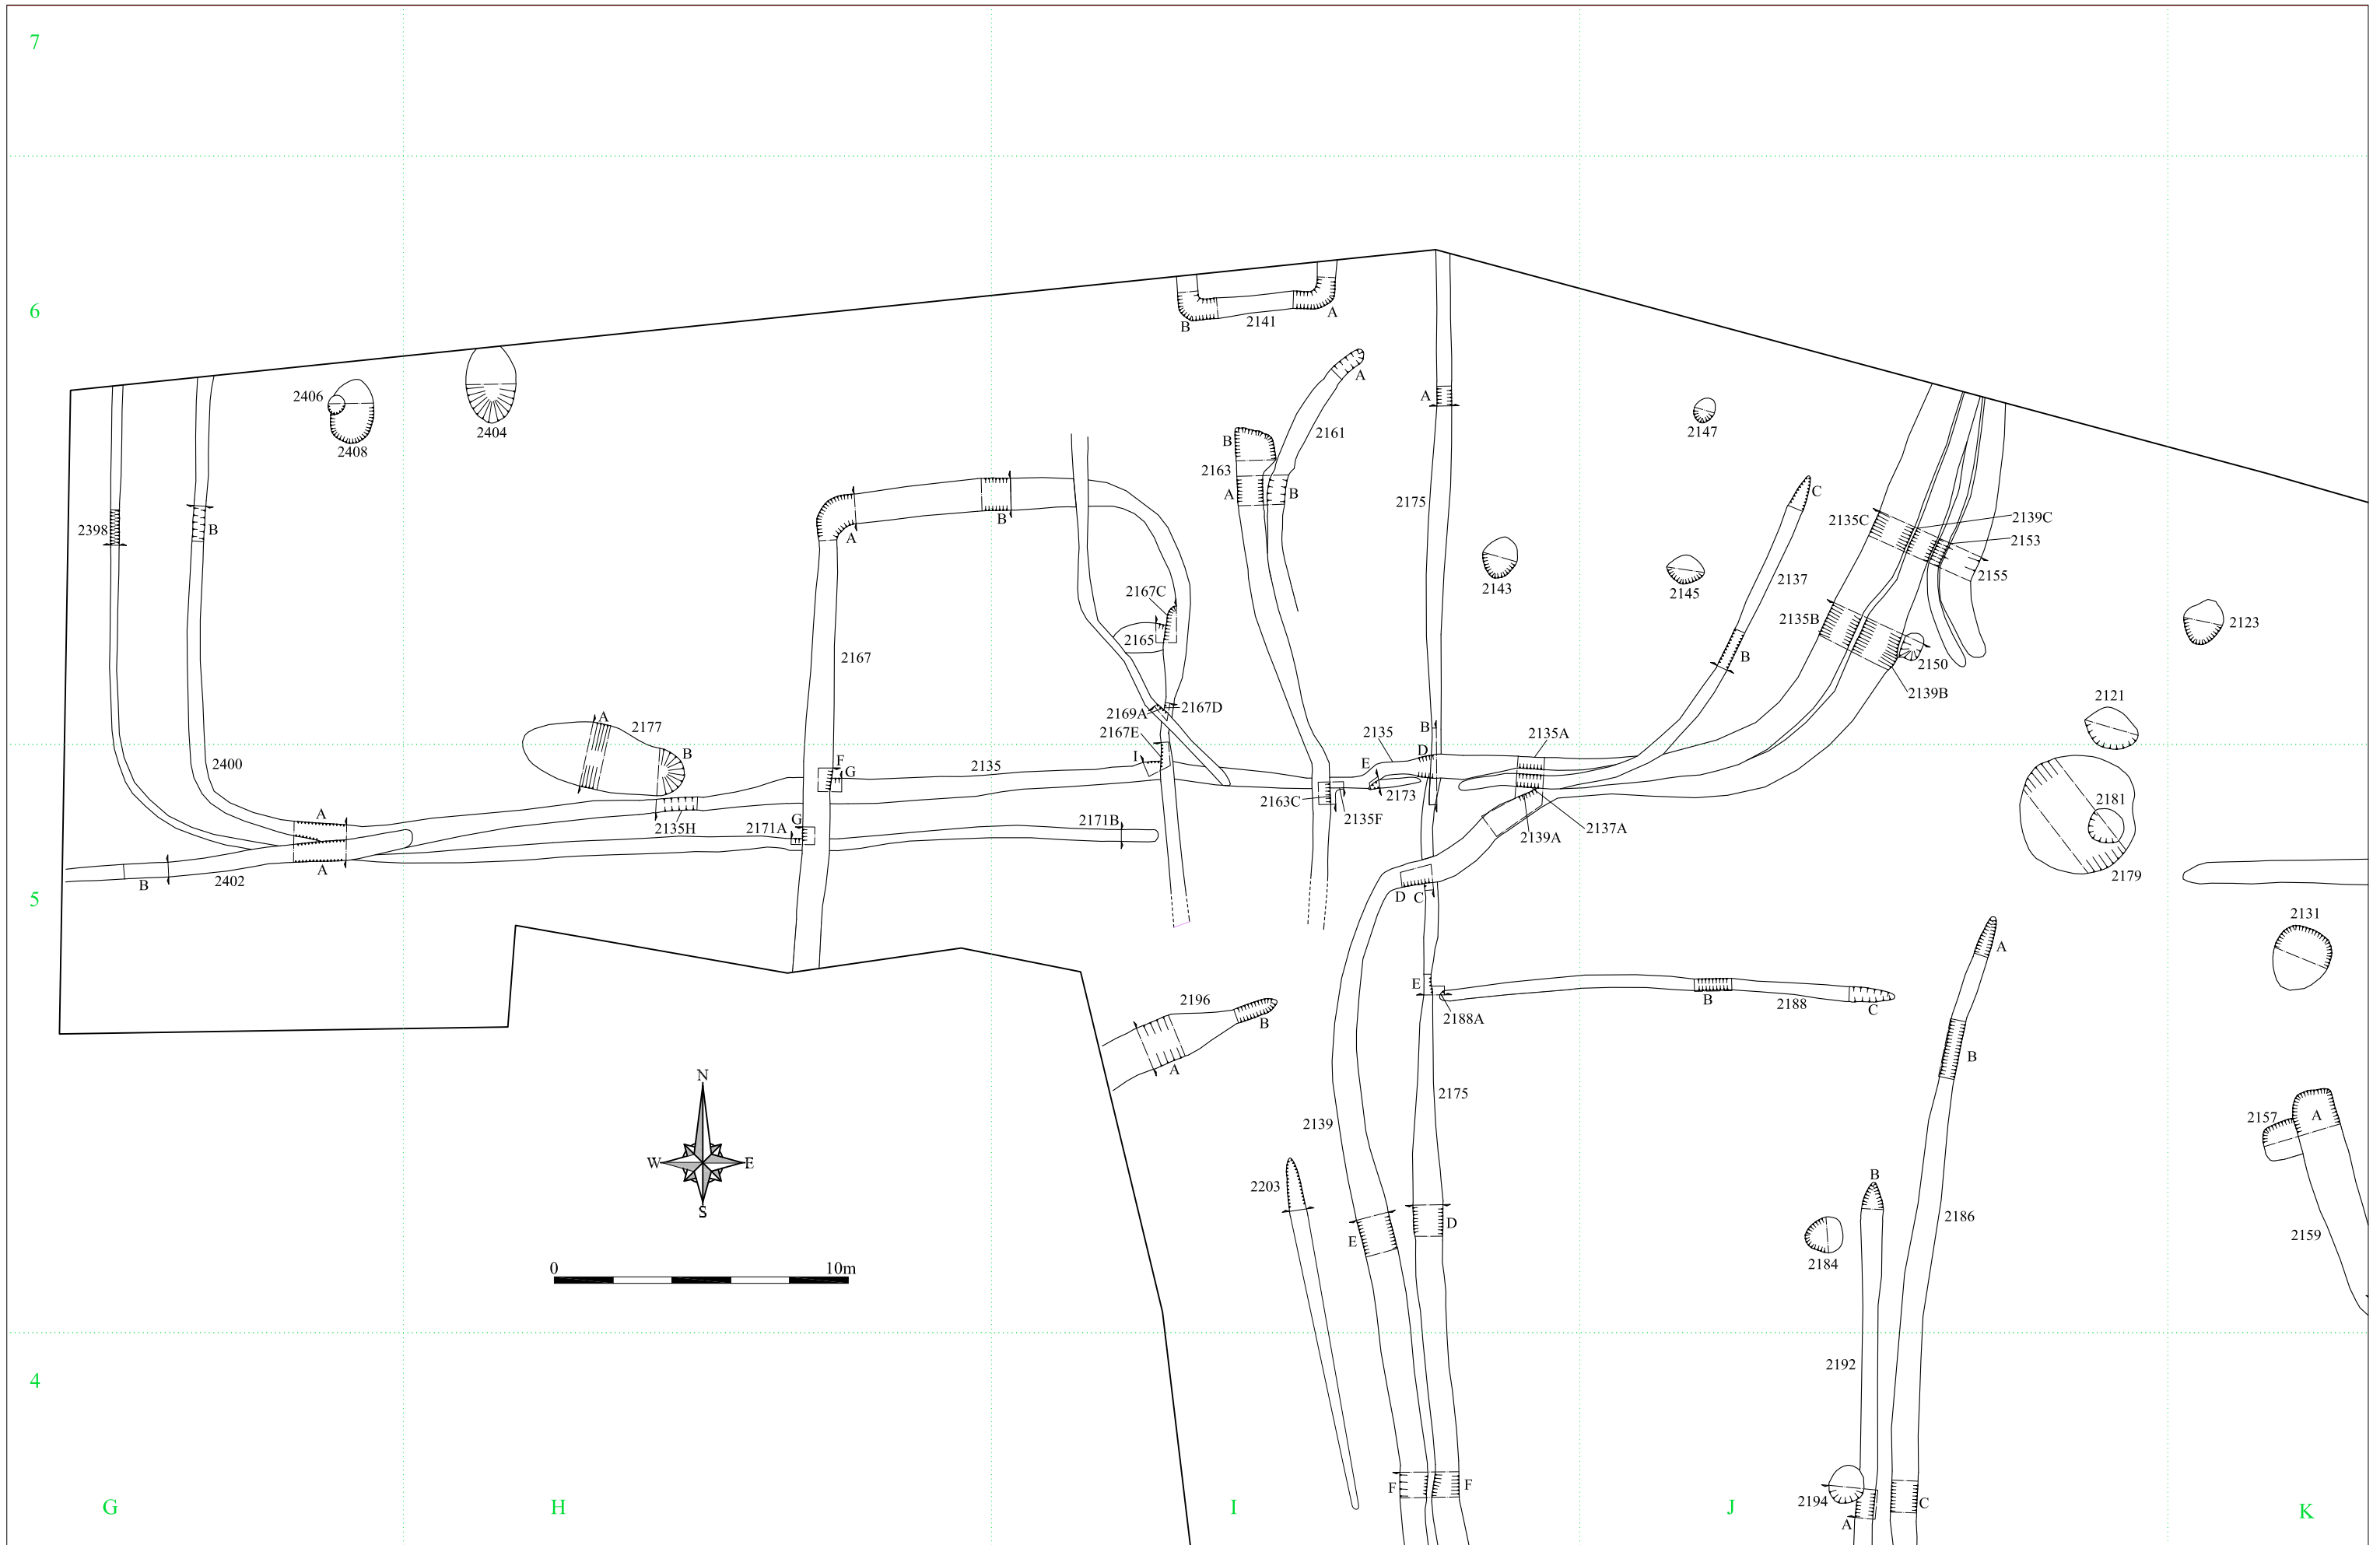 7
6
B
2141
A
A
2406
2404
2408
2161
A
2147
B
2163
A
B
2175
C
2398
B
B
A
2135C
2139C
2153
2155
2143
2145
2137
2167C
2165
2135B
2123
2167
B
2150
2139B
2121
A
2177
B
2169A
2167D
2167E
I
2400
F
G
2135
2135
B
D
E
2135A
2173
2163C
2135F
2181
2135H
A
G
2171A
2171B
2139A
2137A
2179
B
2402
A
5
D
C
2131
A
E
2196
B
B
2188
C
2188A
A
B
N
W
E
S
2175
2139
2157
A
2203
B
E
D
2186
2184
2159
0
10m
4
2192
F
F
2194
C
A
G
H
I
J
K